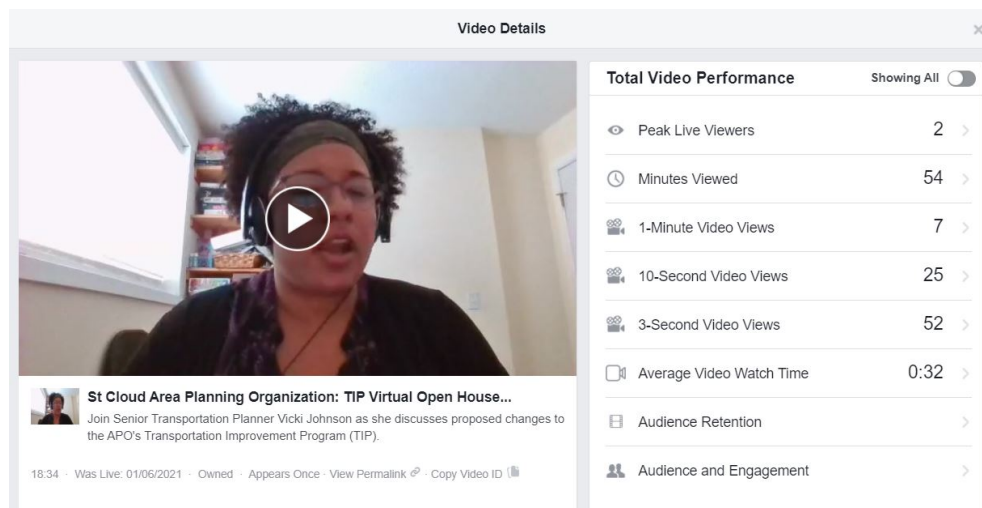 Video Details
Total Video Performance
Showing All
Peak Live Viewers 2
Minutes Viewed 54
1-Minute Video Views 7
10-Second Video Views 25
3-Second Video Views 52
Average Video Watch Time 0:32
Audience Retention
Audience and Engagement
St Cloud Area Planning Organization: TIP Virtual Open House...
Join Senior Transportation Planner Vicki Johnson as she discusses proposed changes to
the APO's Transportation Improvement Program (TIP).
18:34 · Was Live: 01/06/2021 · Owned · Appears Once · View Permalink · Copy Video ID